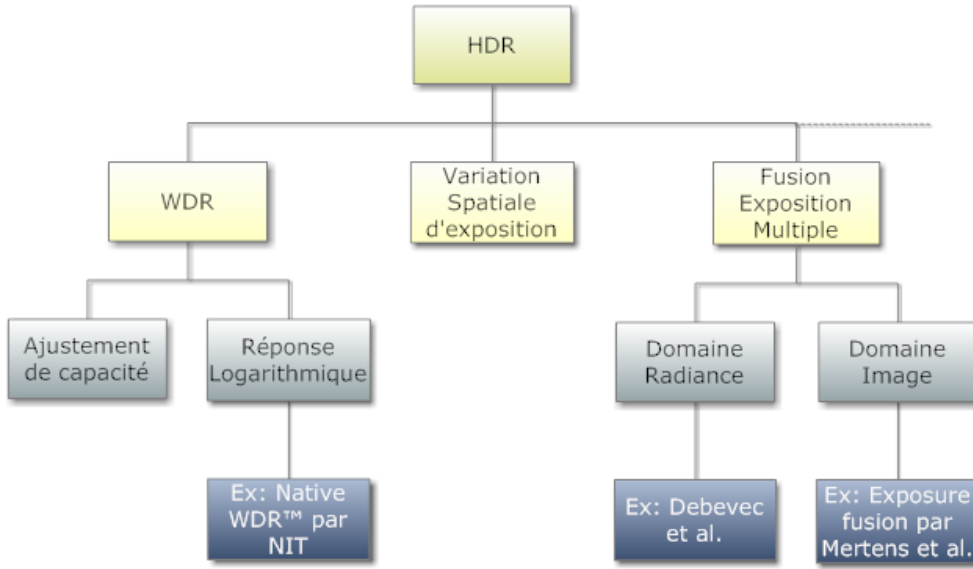 HDR
WDR
Variation
Spatiale
d'exposition
Fusion
Exposition
Multiple
Ajustement
de capacité
Réponse
Logarithmique
Domaine
Radiance
Domaine
Image
Ex: Native
WDR™ par
NIT
Ex: Debevec
et al.
Ex: Exposure
fusion par
Mertens et al.